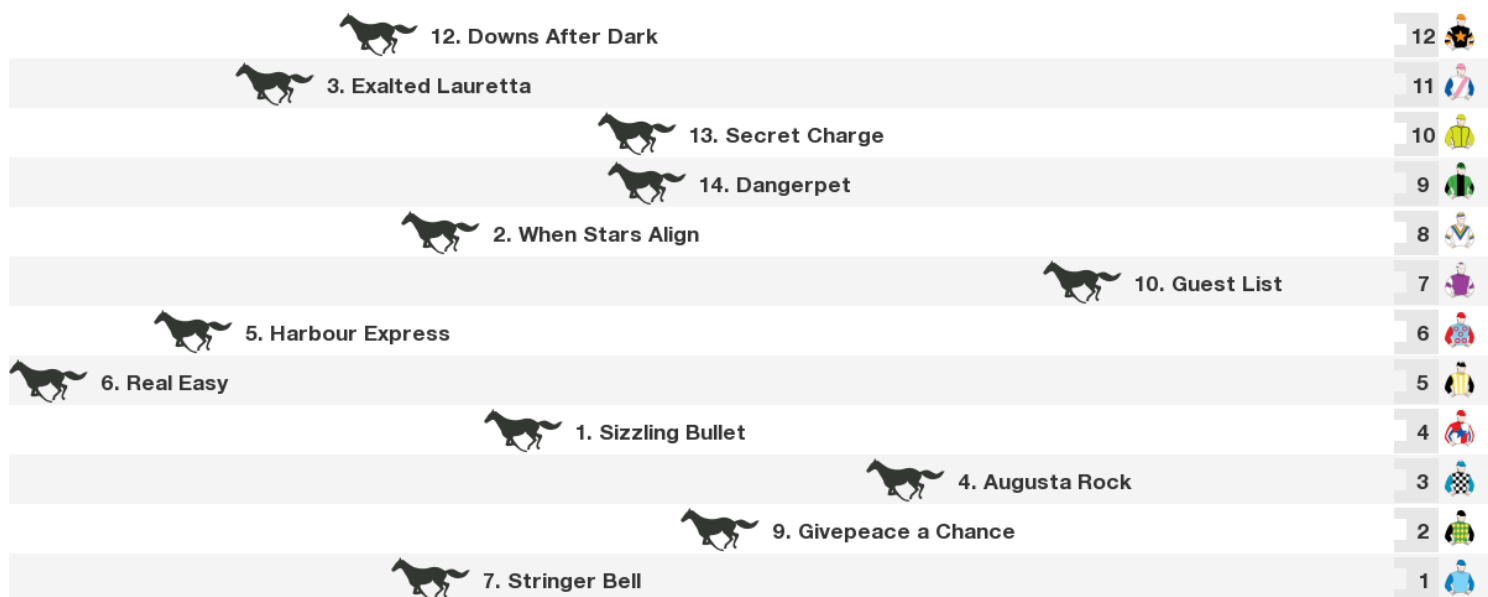 12. Downs After Dark 12
3. Exalted Lauretta 11
13. Secret Charge 10
14. Dangerpet 9
2. When Stars Align 8
10. Guest List 7
5. Harbour Express 6
6. Real Easy 5
1. Sizzling Bullet 4
4. Augusta Rock 3
9. Givepeace a Chance 2
7. Stringer Bell 1